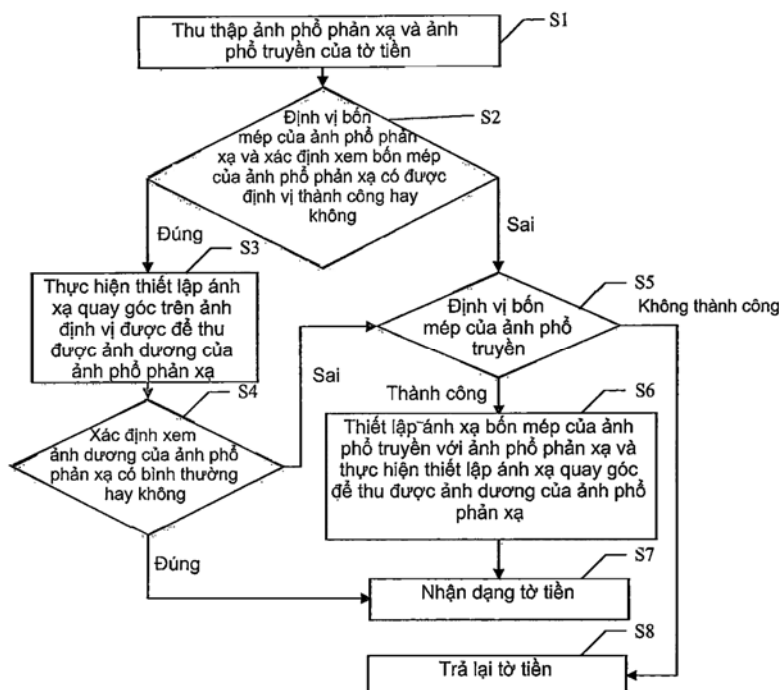 Thu thập ảnh phổ phản xạ và ảnh
phổ truyền của tờ tiền
S1
Định vị bốn
mép của ảnh phổ phản
xạ và xác định xem bốn mép
của ảnh phổ phản xạ có được
định vị thành công hay
không
S2
Đúng
Sai
S3
Thực hiện thiết lập ánh
xạ quay góc trên ảnh
định vị được để thu
được ảnh dương của
ảnh phổ phản xạ
S5
Định vị bốn
mép của ảnh phổ
truyền
Không thành công
Sai
Thành công
S4
Xác định xem
ảnh dương của ảnh phổ
phản xạ có bình thường
hay không
S6
Thiết lập ánh xạ bốn mép của ảnh
phổ truyền với ảnh phổ phản xạ và
thực hiện thiết lập ánh xạ quay góc
để thu được ảnh dương của ảnh phổ
phản xạ
Đúng
S7
Nhận dạng tờ tiền
S8
Trả lại tờ tiền